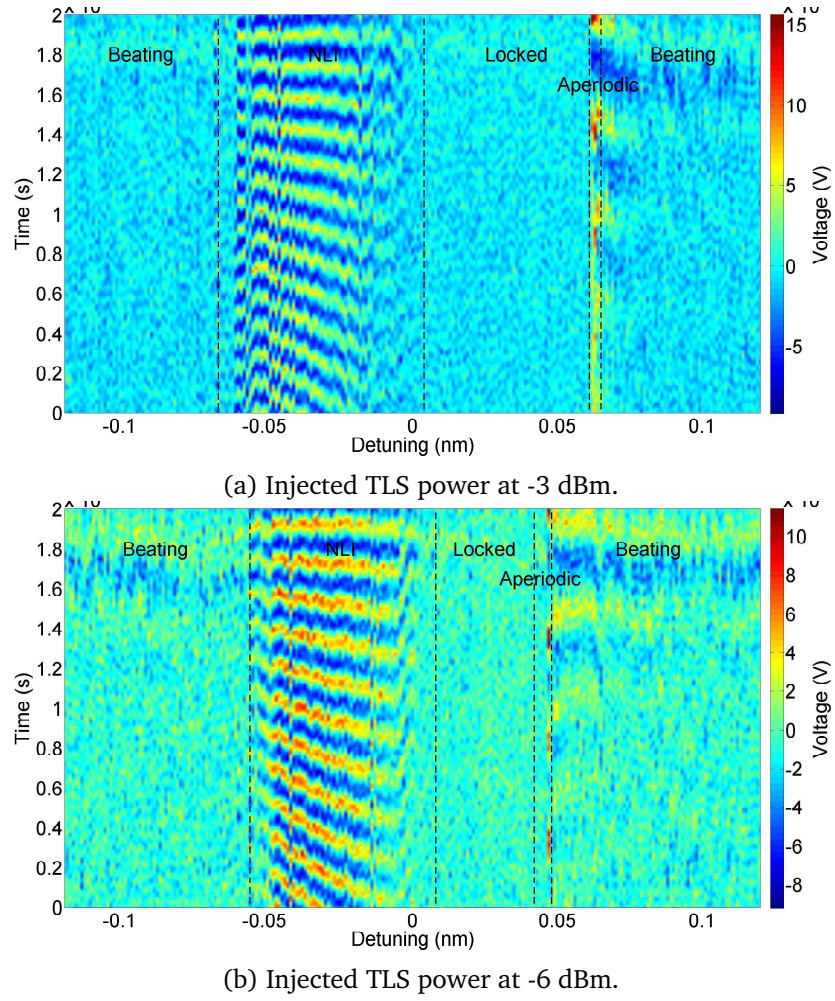 x 10
x 10
2
Beating
NLI
Locked
Beating
15
1.8
Aperiodic
1.6
1.4
10
1.2
Time (s)
1
5
Voltage (V)
0.8
0
0.6
0.4
-5
0.2
0
-0.1
-0.05
0
0.05
0.1
Detuning (nm)
(a) Injected TLS power at -3 dBm.
x 10
x 10
2
Beating
NLI
Locked
Beating
10
1.8
Aperiodic
8
1.6
6
1.4
4
1.2
2
Time (s)
1
0
Voltage (V)
0.8
-2
0.6
-4
0.4
-6
0.2
-8
0
-0.1
-0.05
0
0.05
0.1
Detuning (nm)
(b) Injected TLS power at -6 dBm.